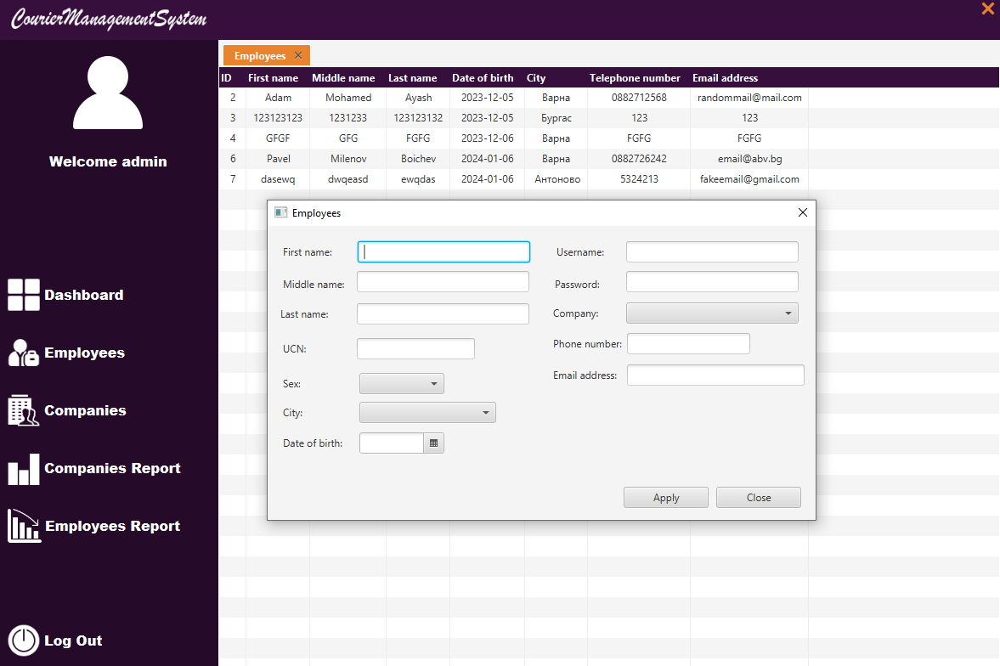 CourierManagementSystem
Welcome admin
Dashboard
Employees
Companies
Companies Report
Employees Report
Log Out
Employees
ID First name Middle name Last name Date of birth City Telephone number Email address
2 Adam Mohamed Ayash 2023-12-05 Варна 0882712568 randommail@mail.com
3 123123123 1231233 123123132 2023-12-05 Бургас 123 123
4 GFGF GFG FGFG 2023-12-06 Варна FGFG FGFG
6 Pavel Milenov Boichev 2024-01-06 Варна 0882726242 email@abv.bg
7 dasewq dwqeasd ewqdas 2024-01-06 Антоново 5324213 fakeemail@gmail.com
Employees
First name:
Middle name:
Last name:
UCN:
Sex:
City:
Date of birth:
Username:
Password:
Company:
Phone number:
Email address:
Apply Close